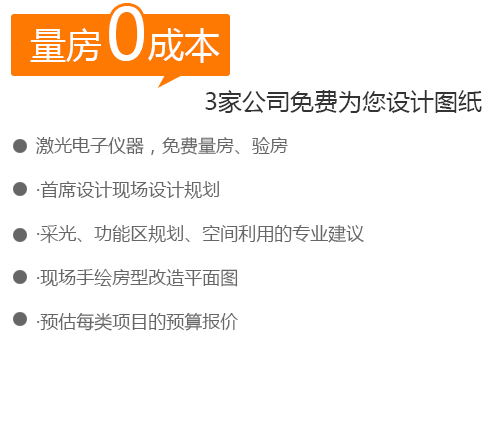 量房0成本
3家公司免费为您设计图纸
激光电子仪器，免费量房、验房
·首席设计现场设计规划
·采光、功能区规划、空间利用的专业建议
·现场手绘房型改造平面图
·预估每类项目的预算报价